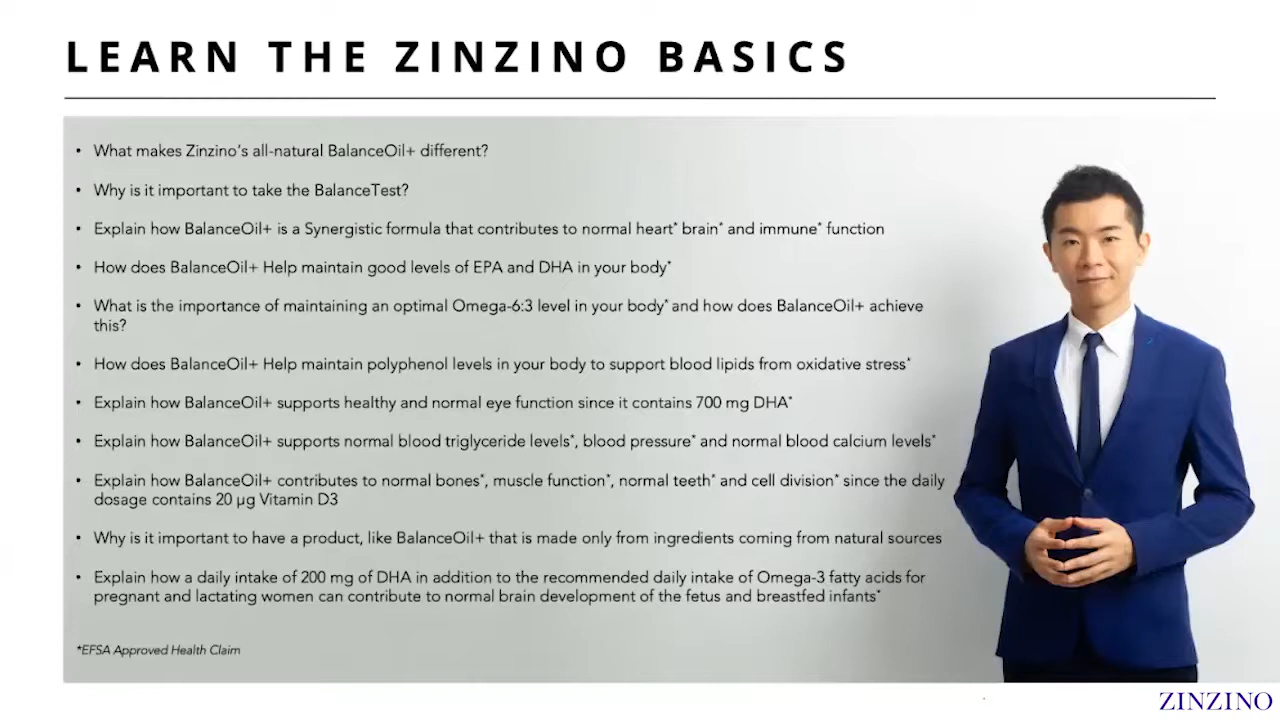 LEARN THE ZINZINO BASICS
• What makes Zinzino's all-natural BalanceOil+ different?
• Why is it important to take the BalanceTest?
• Explain how BalanceOil+ is a Synergistic formula that contributes to normal heart* brain* and immune* function
• How does BalanceOil+ Help maintain good levels of EPA and DHA in your body*
• What is the importance of maintaining an optimal Omega-6:3 level in your body* and how does BalanceOil+ achieve
this?
• How does BalanceOil+ Help maintain polyphenol levels in your body to support blood lipids from oxidative stress*
• Explain how BalanceOil+ supports healthy and normal eye function since it contains 700 mg DHA*
• Explain how BalanceOil+ supports normal blood triglyceride levels*, blood pressure* and normal blood calcium levels*
• Explain how BalanceOil+ contributes to normal bones*, muscle function*, normal teeth* and cell division* since the daily
dosage contains 20 µg Vitamin D3
• Why is it important to have a product, like BalanceOil+ that is made only from ingredients coming from natural sources
• Explain how a daily intake of 200 mg of DHA in addition to the recommended daily intake of Omega-3 fatty acids for
pregnant and lactating women can contribute to normal brain development of the fetus and breastfed infants*
*EFSA Approved Health Claim
ZINZINO